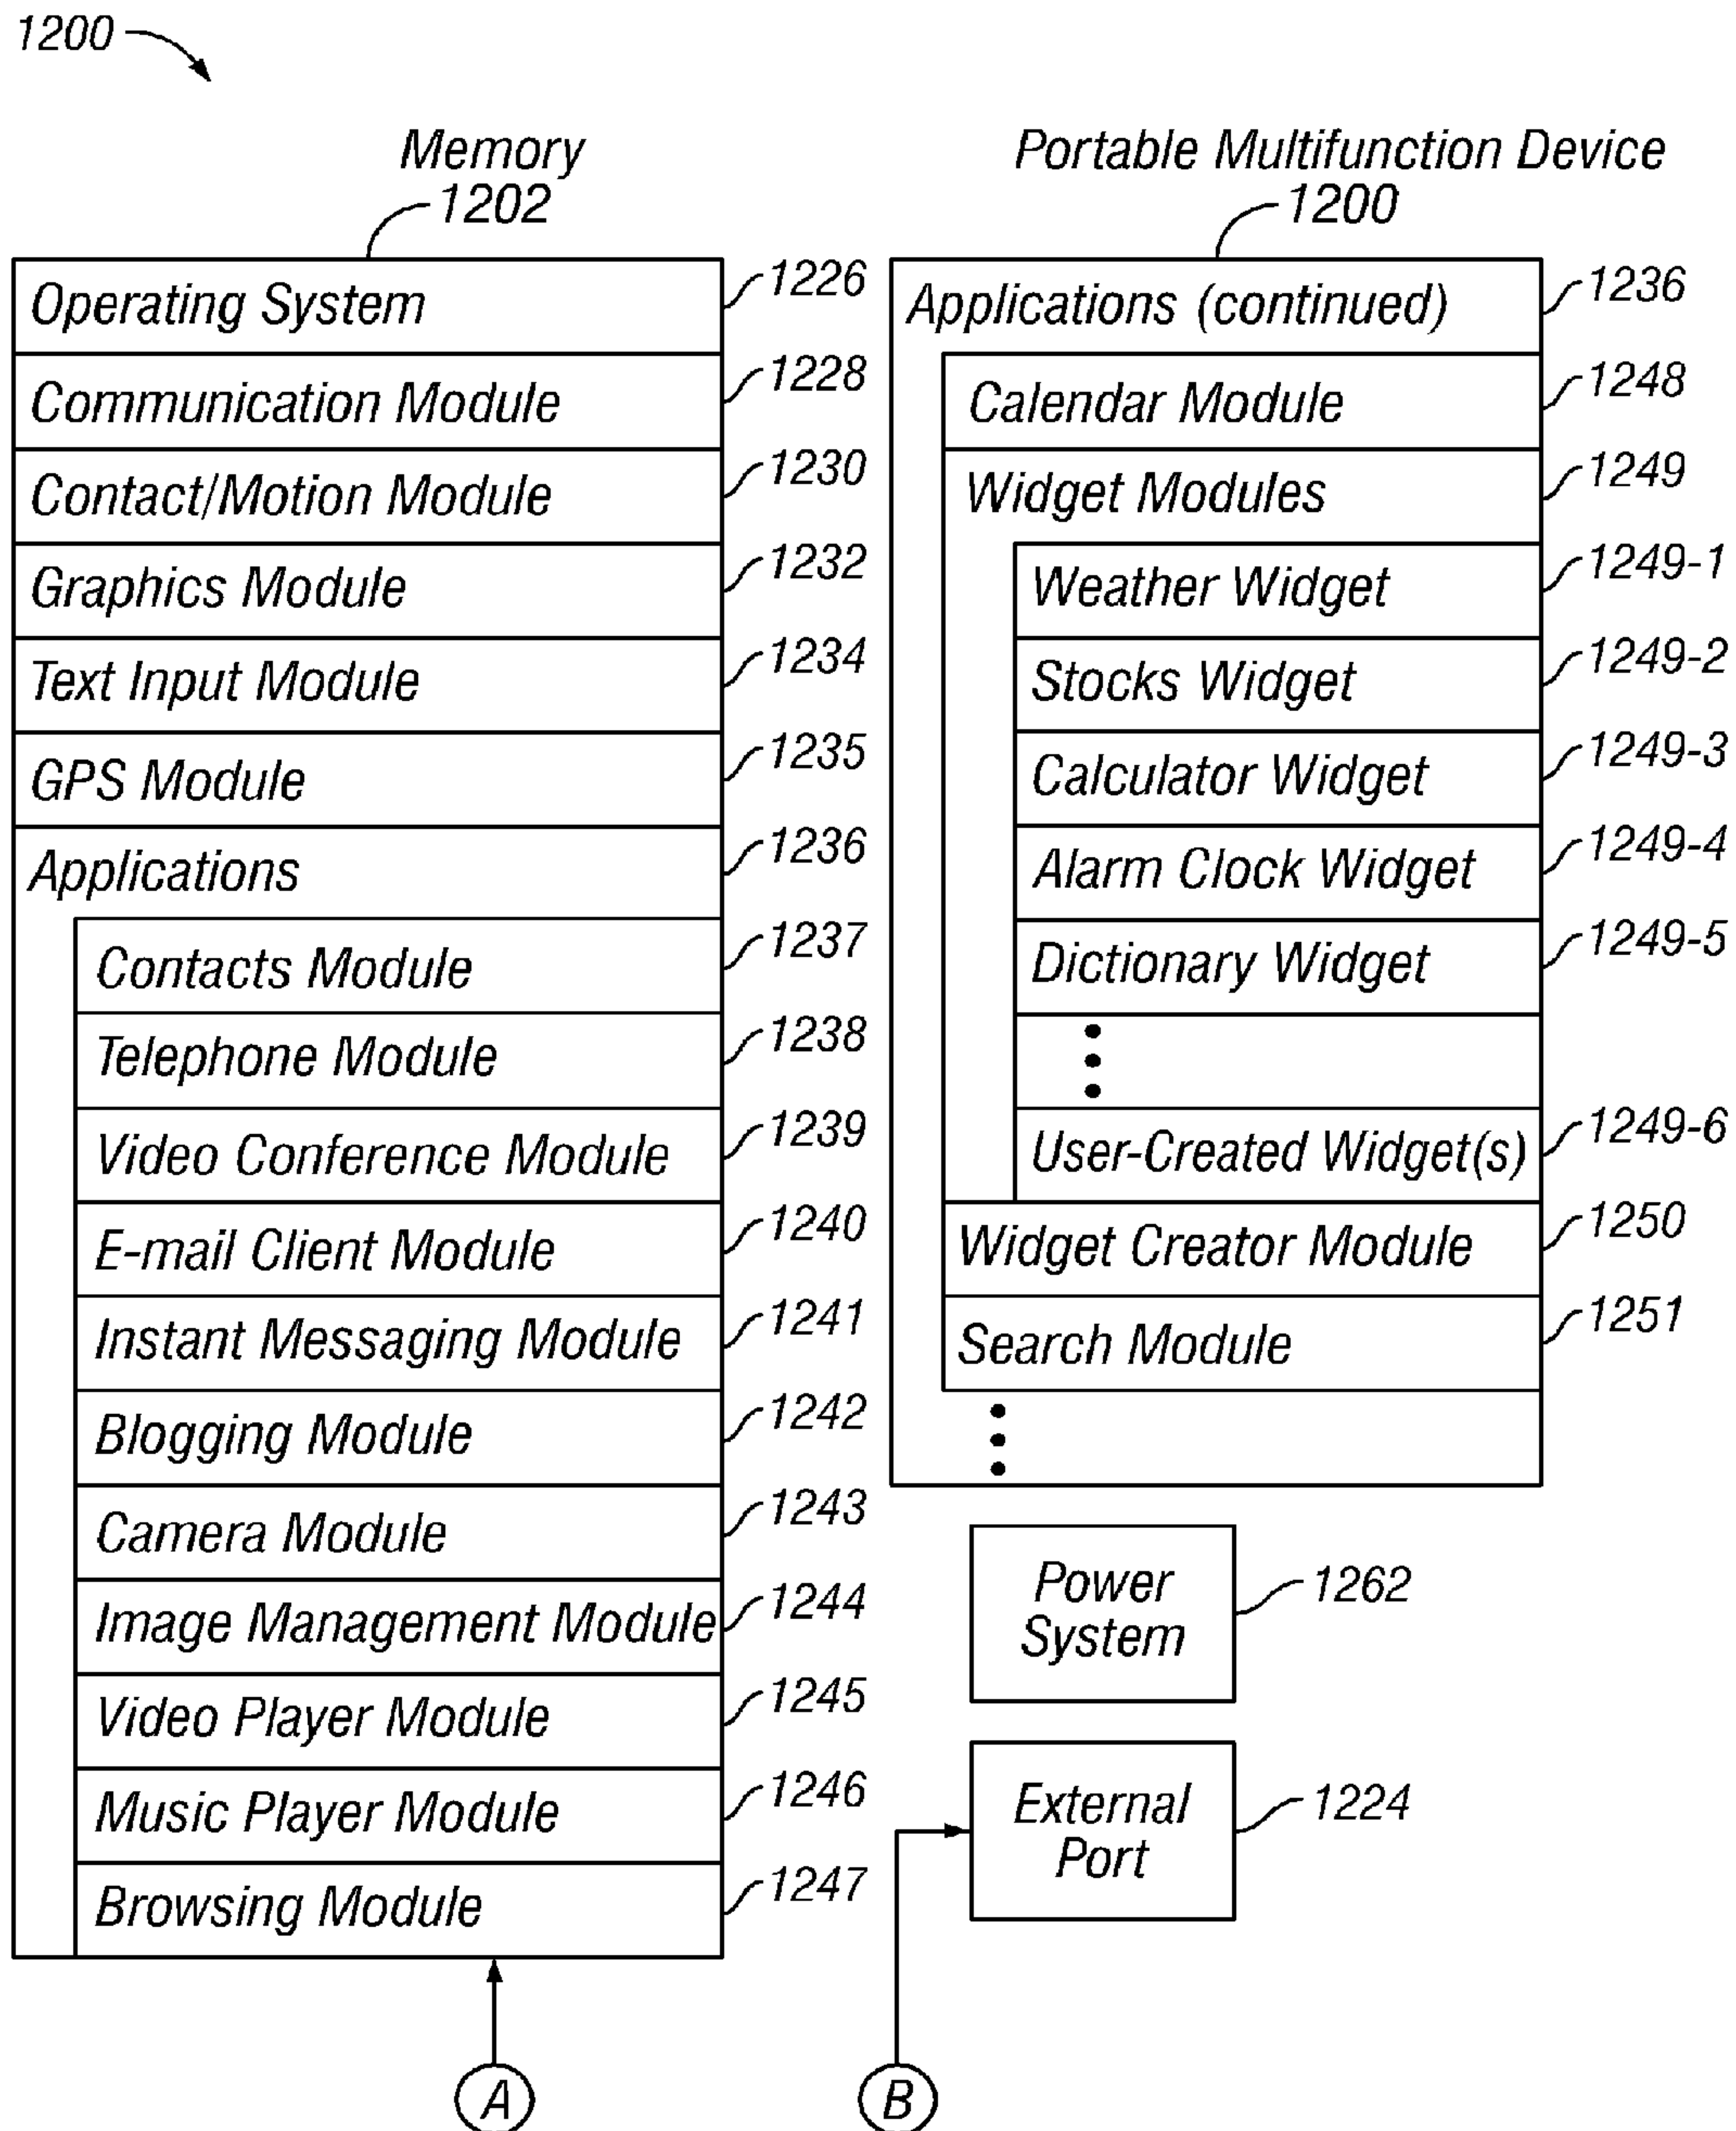 1200
Memory
1202
Operating System
1226
Communication Module
1228
Contact/Motion Module
1230
Graphics Module
1232
Text Input Module
1234
GPS Module
1235
Applications
1236
Contacts Module
1237
Telephone Module
1238
Video Conference Module
1239
E-mail Client Module
1240
Instant Messaging Module
1241
Blogging Module
1242
Camera Module
1243
Image Management Module
1244
Video Player Module
1245
Music Player Module
1246
Browsing Module
1247
A
Portable Multifunction Device
1200
Applications (continued)
1236
Calendar Module
1248
Widget Modules
1249
Weather Widget
1249-1
Stocks Widget
1249-2
Calculator Widget
1249-3
Alarm Clock Widget
1249-4
Dictionary Widget
1249-5
User-Created Widget(s)
1249-6
Widget Creator Module
1250
Search Module
1251
Power
System
1262
External
Port
1224
B